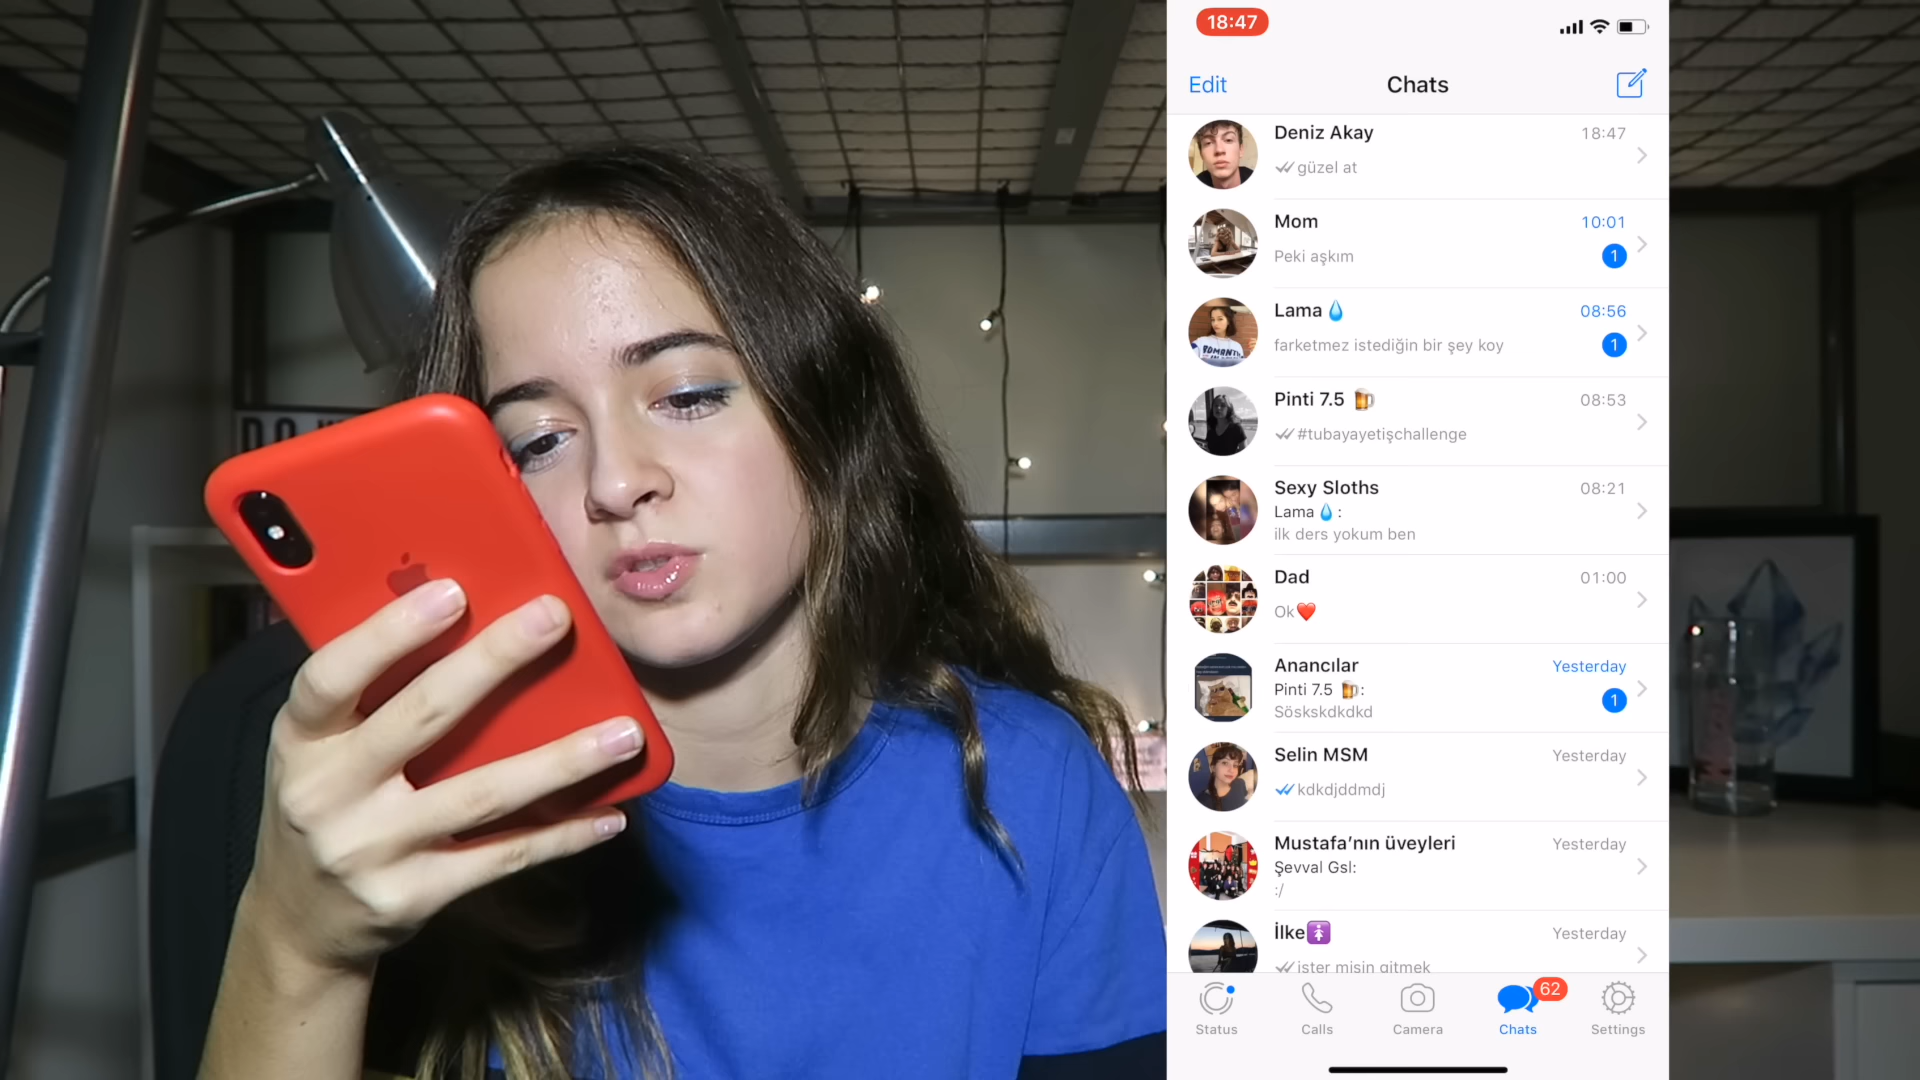 18:47
Edit
Chats
Deniz Akay
18:47
güzel at
Mom
10:01
Peki aşkım
1
Lama💧
08:56
farketmez istediğin bir şey koy
1
Pinti 7.5 🍺
08:53
#tubayayetişchallenge
Sexy Sloths
08:21
Lama💧:
ilk ders yokum ben
Dad
01:00
Ok❤️
Anancılar
Yesterday
Pinti 7.5 🍺:
Söskskdkdkd
1
Selin MSM
Yesterday
kdkdjddmdj
Mustafa’nın üveyleri
Yesterday
Şevval Gsl:
:/
İlke🚺
Yesterday
ister misin gitmek
62
Status
Calls
Camera
Chats
Settings